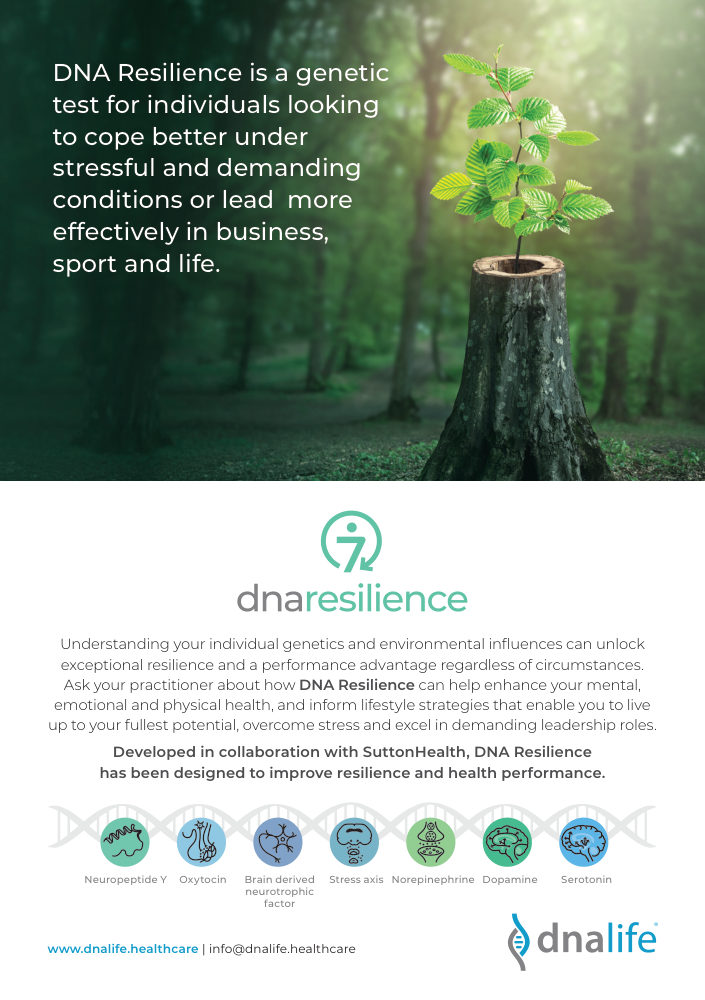 DNA Resilience is a genetic
test for individuals looking
to cope better under
stressful and demanding
conditions or lead  more
effectively in business,
sport and life.
7
dnaresilience
Understanding your individual genetics and environmental influences can unlock
exceptional resilience and a performance advantage regardless of circumstances.
Ask your practitioner about how DNA Resilience can help enhance your mental,
emotional and physical health, and inform lifestyle strategies that enable you to live
up to your fullest potential, overcome stress and excel in demanding leadership roles.
Developed in collaboration with SuttonHealth, DNA Resilience
has been designed to improve resilience and health performance.
Neuropeptide Y Oxytocin Brain derived Stress axis Norepinephrine Dopamine Serotonin
neurotrophic
factor
www.dnalife.healthcare | info@dnalife.healthcare
dnalife